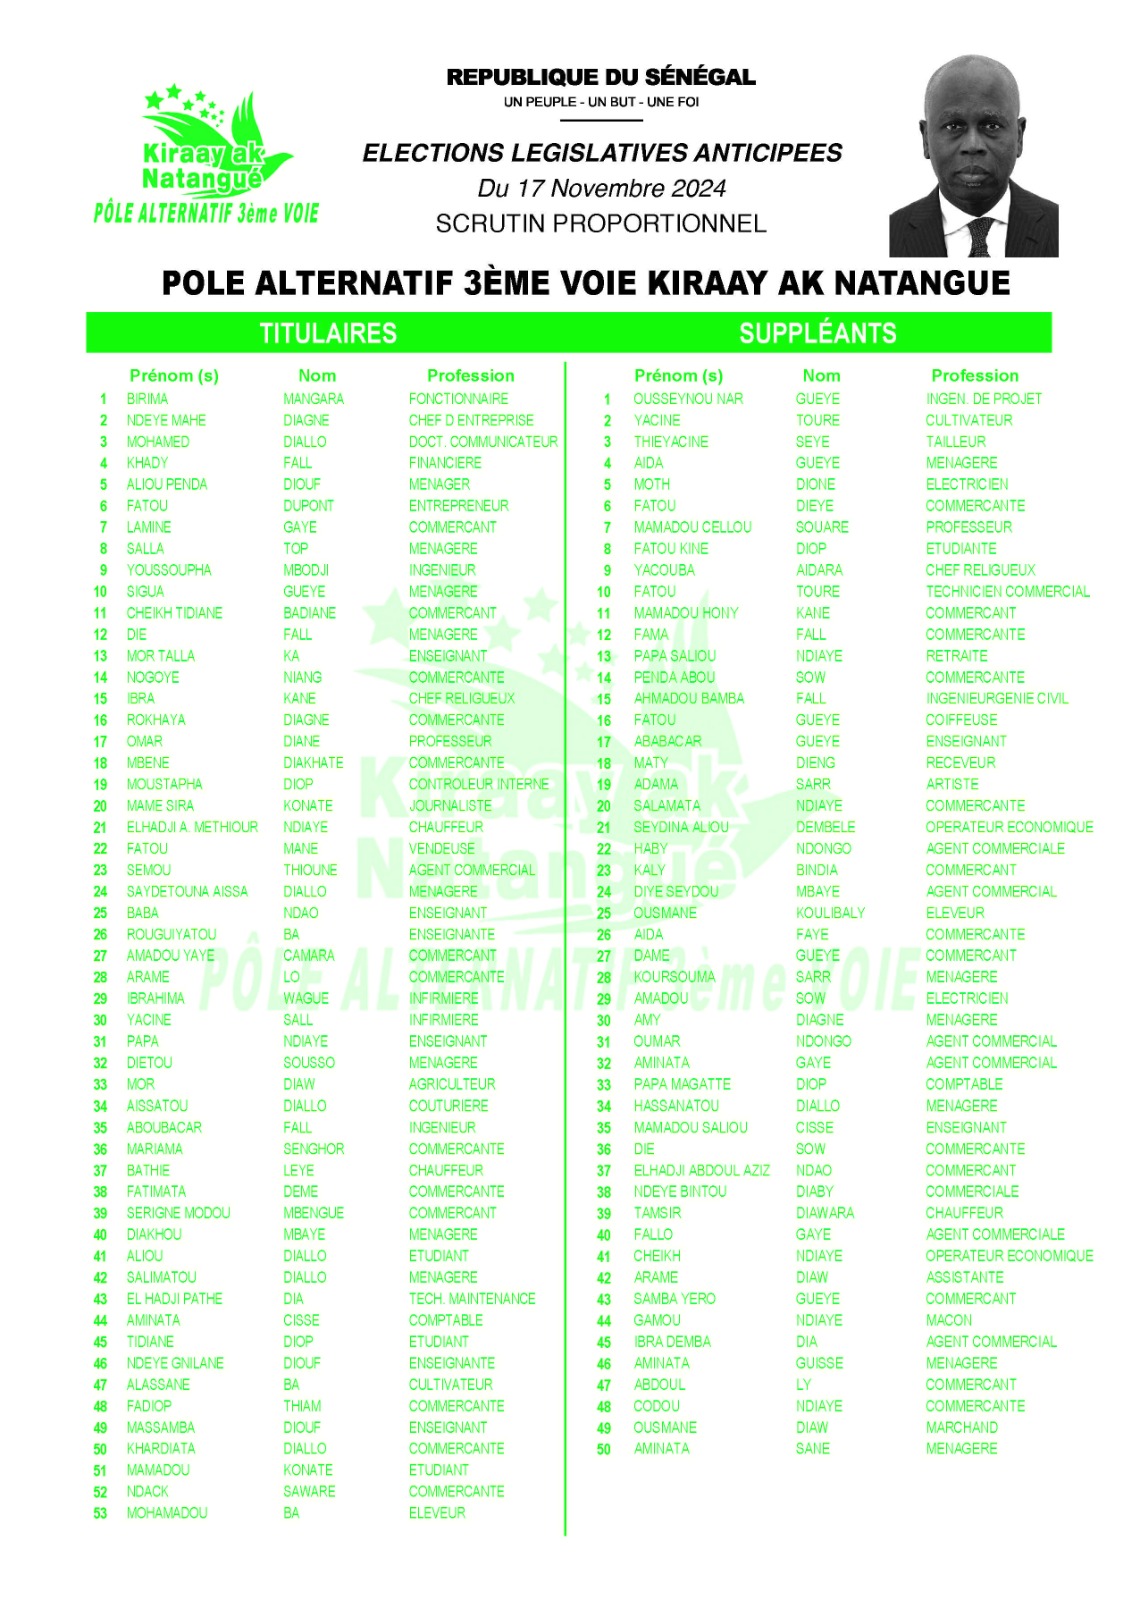 Kiraay ak
Natangué
PÔLE ALTERNATIF 3ème VOIE
REPUBLIQUE DU SÉNÉGAL
UN PEUPLE - UN BUT - UNE FOI
ELECTIONS LEGISLATIVES ANTICIPEES
Du 17 Novembre 2024
SCRUTIN PROPORTIONNEL
POLE ALTERNATIF 3ÈME VOIE KIRAAY AK NATANGUE
TITULAIRES
Prénom (s) Nom Profession
1 BIRIMA MANGARA FONCTIONNAIRE
2 NDEYE MAHE DIAGNE CHEF D ENTREPRISE
3 MOHAMED DIALLO DOCT. COMMUNICATEUR
4 KHADY FALL FINANCIERE
5 ALIOU PENDA DIOUF MENAGER
6 FATOU DUPONT ENTREPRENEUR
7 LAMINE GAYE COMMERCANT
8 SALLA TOP MENAGERE
9 YOUSSOUPHA MBODJI INGENIEUR
10 SIGUA GUEYE MENAGERE
11 CHEIKH TIDIANE BADIANE COMMERCANT
12 DIE FALL MENAGERE
13 MOR TALLA KA ENSEIGNANT
14 NOGOYE NIANG COMMERCANTE
15 IBRA KANE CHEF RELIGUEUX
16 ROKHAYA DIAGNE COMMERCANTE
17 OMAR DIANE PROFESSEUR
18 MBENE DIAKHATE COMMERCANTE
19 MOUSTAPHA DIOP CONTROLEUR INTERNE
20 MAME SIRA KONATE JOURNALISTE
21 ELHADJI A. METHIOUR NDIAYE CHAUFFEUR
22 FATOU MANE VENDEUSE
23 SEMOU THIOUNE AGENT COMMERCIAL
24 SAYDETOUNA AISSA DIALLO MENAGERE
25 BABA NDAO ENSEIGNANT
26 ROUGUIYATOU BA ENSEIGNANTE
27 AMADOU YAYE CAMARA COMMERCANT
28 ARAME LO COMMERCANTE
29 IBRAHIMA WAGUE INFIRMIERE
30 YACINE SALL INFIRMIERE
31 PAPA NDIAYE ENSEIGNANT
32 DIETOU SOUSSO MENAGERE
33 MOR DIAW AGRICULTEUR
34 AISSATOU DIALLO COUTURIERE
35 ABOUBACAR FALL INGENIEUR
36 MARIAMA SENGHOR COMMERCANTE
37 BATHIE LEYE CHAUFFEUR
38 FATIMATA DEME COMMERCANTE
39 SERIGNE MODOU MBENGUE COMMERCANT
40 DIAKHOU MBAYE MENAGERE
41 ALIOU DIALLO ETUDIANT
42 SALIMATOU DIALLO MENAGERE
43 EL HADJI PATHE DIA TECH. MAINTENANCE
44 AMINATA CISSE COMPTABLE
45 TIDIANE DIOP ETUDIANT
46 NDEYE GNILANE DIOUF ENSEIGNANTE
47 ALASSANE BA CULTIVATEUR
48 FADIOP THIAM COMMERCANTE
49 MASSAMBA DIOUF ENSEIGNANT
50 KHARDIATA DIALLO COMMERCANTE
51 MAMADOU KONATE ETUDIANT
52 NDACK SAWARE COMMERCANTE
53 MOHAMADOU BA ELEVEUR
SUPPLÉANTS
Prénom (s) Nom Profession
1 OUSSEYNOU NAR GUEYE INGEN. DE PROJET
2 YACINE TOURE CULTIVATEUR
3 THIEYACINE SEYE TAILLEUR
4 AIDA GUEYE MENAGERE
5 MOTH DIONE ELECTRICIEN
6 FATOU DIEYE COMMERCANTE
7 MAMADOU CELLOU SOUARE PROFESSEUR
8 FATOU KINE DIOP ETUDIANTE
9 YACOUBA AIDARA CHEF RELIGUEUX
10 FATOU TOURE TECHNICIEN COMMERCIAL
11 MAMADOU HONY KANE COMMERCANT
12 FAMA FALL COMMERCANTE
13 PAPA SALIOU NDIAYE RETRAITE
14 PENDA ABOU SOW COMMERCANTE
15 AHMADOU BAMBA FALL INGENIEURGENIE CIVIL
16 FATOU GUEYE COIFFEUSE
17 ABABACAR GUEYE ENSEIGNANT
18 MATY DIENG RECEVEUR
19 ADAMA SARR ARTISTE
20 SALAMATA NDIAYE COMMERCANTE
21 SEYDINA ALIOU DEMBELE OPERATEUR ECONOMIQUE
22 HABY NDONGO AGENT COMMERCIALE
23 KALY BINDIA COMMERCANT
24 DIYE SEYDOU MBAYE AGENT COMMERCIAL
25 OUSMANE KOULIBALY ELEVEUR
26 AIDA FAYE COMMERCANTE
27 DAME GUEYE COMMERCANT
28 KOURSOUMA SARR MENAGERE
29 AMADOU SOW ELECTRICIEN
30 AMY DIAGNE MENAGERE
31 OUMAR NDONGO AGENT COMMERCIAL
32 AMINATA GAYE AGENT COMMERCIAL
33 PAPA MAGATTE DIOP COMPTABLE
34 HASSANATOU DIALLO MENAGERE
35 MAMADOU SALIOU CISSE ENSEIGNANT
36 DIE SOW COMMERCANTE
37 ELHADJI ABDOUL AZIZ NDAO COMMERCANT
38 NDEYE BINTOU DIABY COMMERCIALE
39 TAMSIR DIAWARA CHAUFFEUR
40 FALLO GAYE AGENT COMMERCIALE
41 CHEIKH NDIAYE OPERATEUR ECONOMIQUE
42 ARAME DIAW ASSISTANTE
43 SAMBA YERO GUEYE COMMERCANT
44 GAMOU NDIAYE MACON
45 IBRA DEMBA DIA AGENT COMMERCIAL
46 AMINATA GUISSE MENAGERE
47 ABDOUL LY COMMERCANT
48 CODOU NDIAYE COMMERCANTE
49 OUSMANE DIAW MARCHAND
50 AMINATA SANE MENAGERE
Kiraay ak
Natangué
PÔLE ALTERNATIF 3ème VOIE